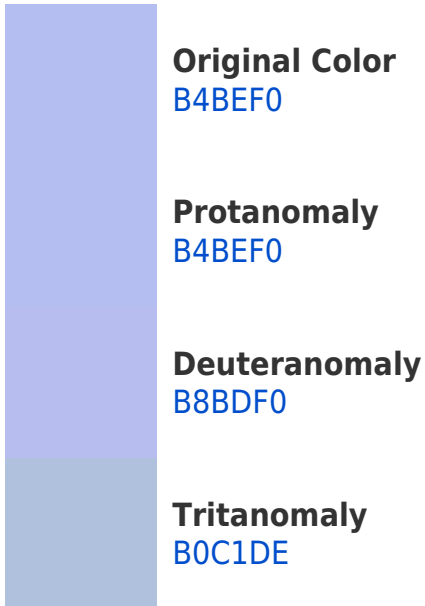 Original Color
B4BEF0
Protanomaly
B4BEF0
Deuteranomaly
B8BDF0
Tritanomaly
B0C1DE